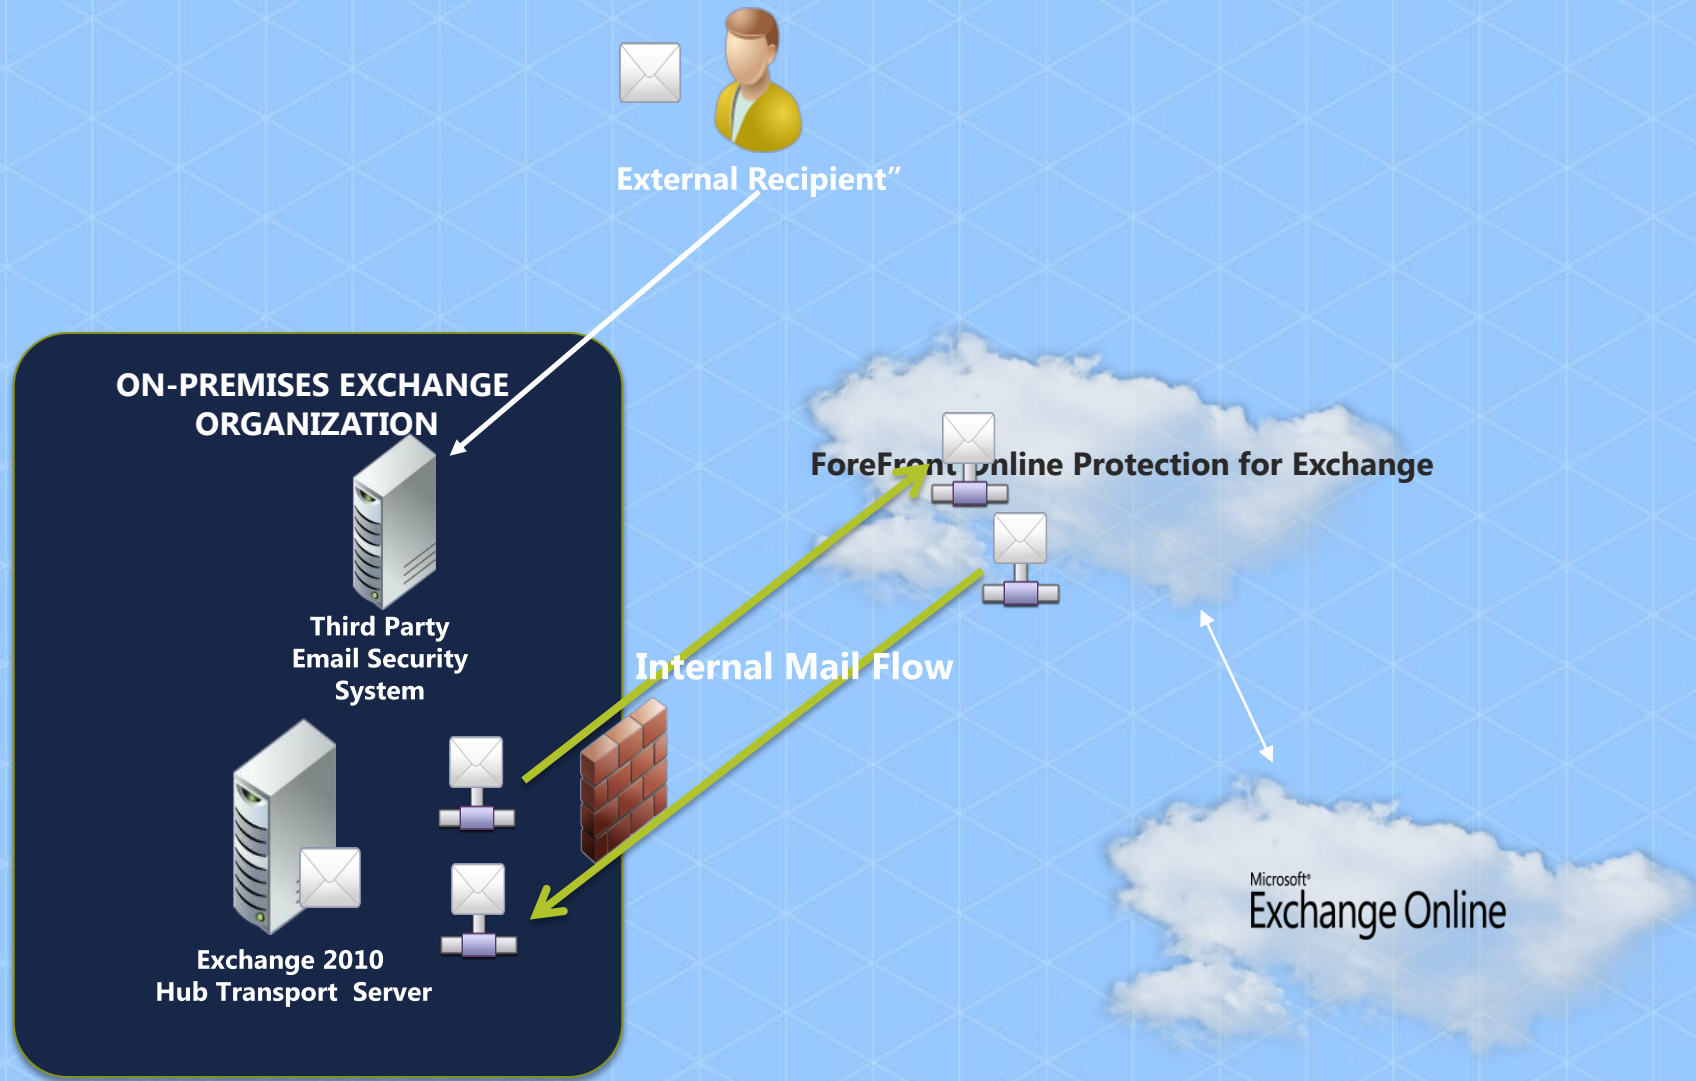 External Recipient”
ON-PREMISES EXCHANGE
ORGANIZATION
ForeFront Online Protection for Exchange
Third Party
Email Security
System
Internal Mail Flow
Microsoft®
Exchange Online
Exchange 2010
Hub Transport  Server